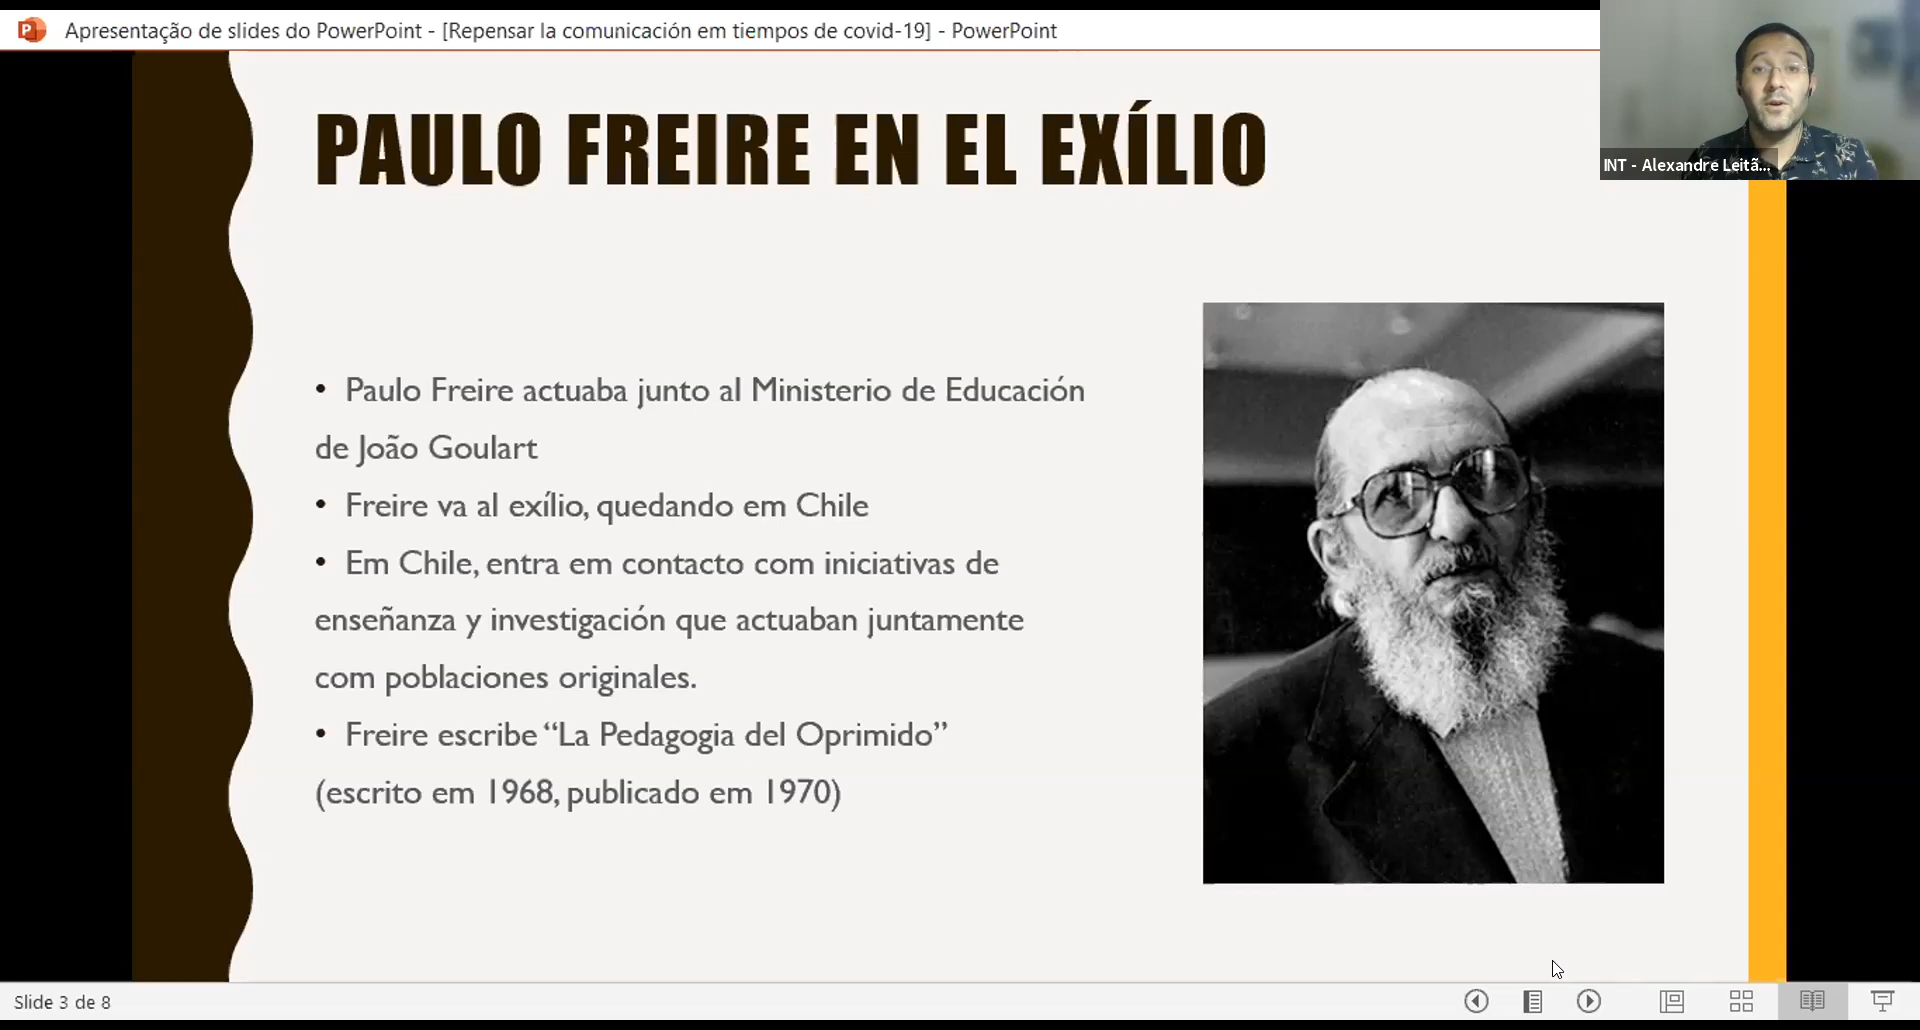 Apresentação de slides do PowerPoint - [Repensar la comunicación em tiempos de covid-19] - PowerPoint
INT - Alexandre Leitã...
PAULO FREIRE EN EL EXÍLIO
• Paulo Freire actuaba junto al Ministerio de Educación
de João Goulart
• Freire va al exílio, quedando em Chile
• Em Chile, entra em contacto com iniciativas de
enseñanza y investigación que actuaban juntamente
com poblaciones originales.
• Freire escribe “La Pedagogia del Oprimido”
(escrito em 1968, publicado em 1970)
Slide 3 de 8